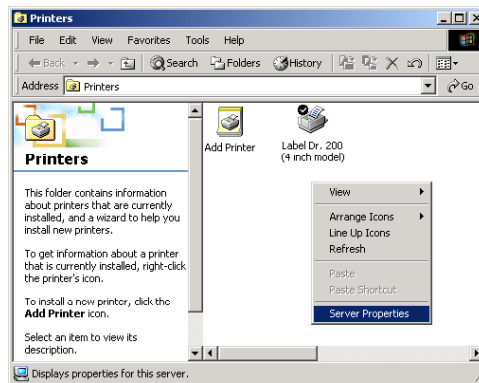 Printers
File Edit View Favorites Tools Help
Back Search Folders History
Address Printers Go
Printers
This folder contains information
about printers that are currently
installed, and a wizard to help you
install new printers.
To get information about a printer
that is currently installed, right-click
the printer's icon.
To install a new printer, click the
Add Printer icon.
Select an item to view its
description.
Add Printer
Label Dr. 200
(4 inch model)
View
Arrange Icons
Line Up Icons
Refresh
Paste
Paste Shortcut
Server Properties
Displays properties for this server.